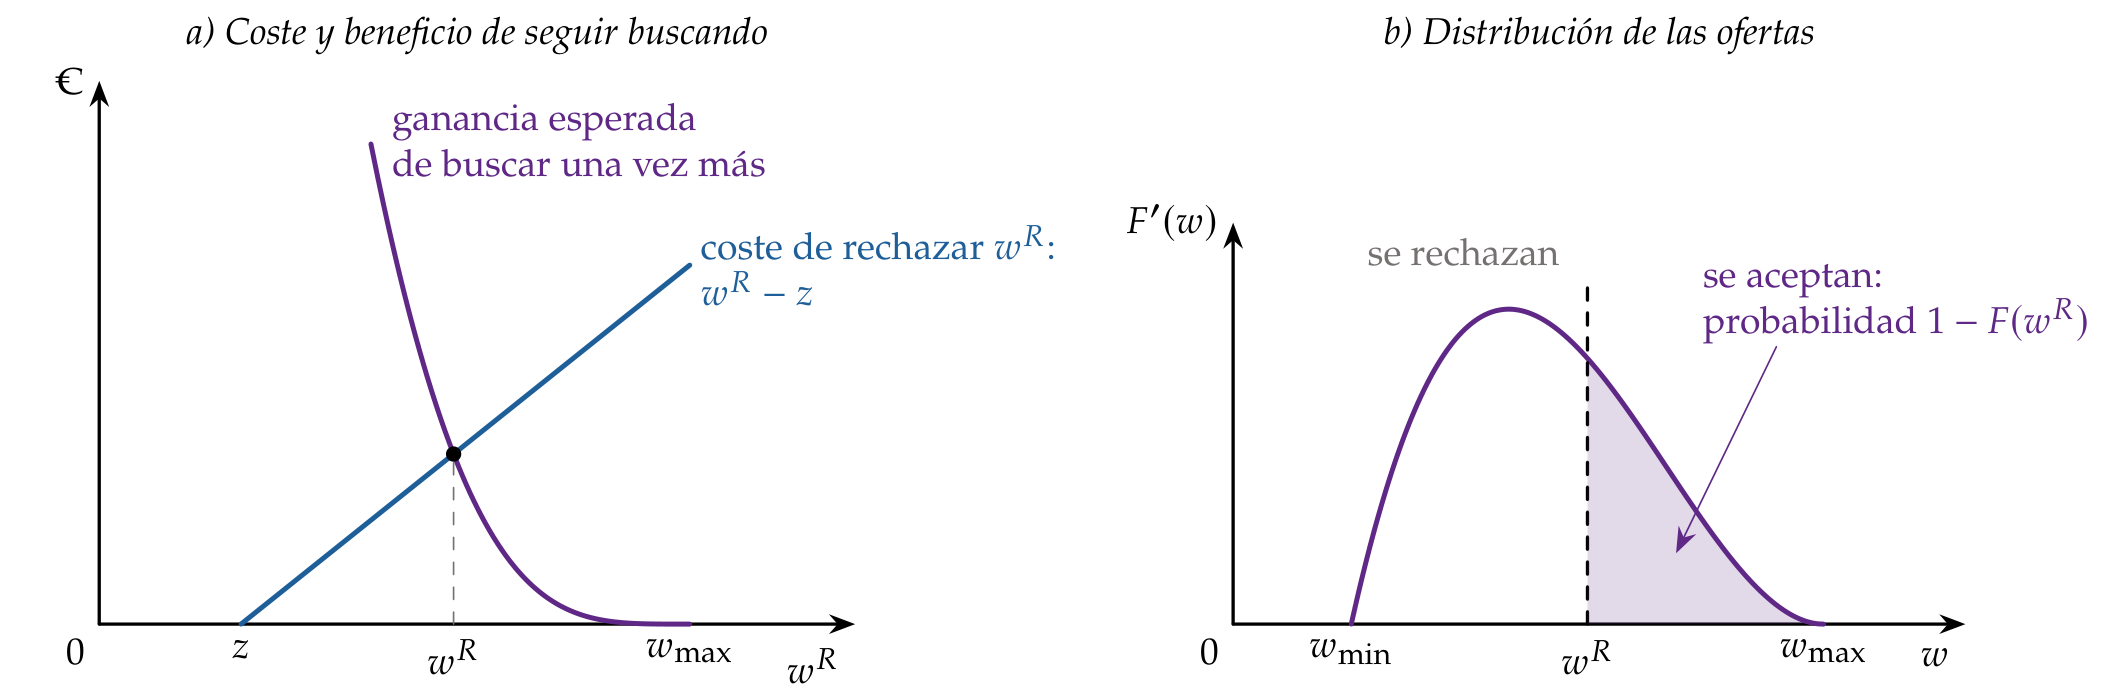 a) Coste y beneficio de seguir buscando
€
ganancia esperada
de buscar una vez más
coste de rechazar w^R:
w^R − z
0
z
w^R
w_max
w^R
b) Distribución de las ofertas
F′(w)
se rechazan
se aceptan:
probabilidad 1 − F(w^R)
0
w_min
w^R
w_max
w